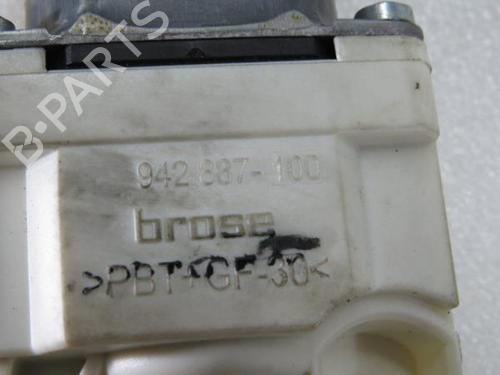 B-PARTS
942 887-100
brose
>PBT+GF-30<